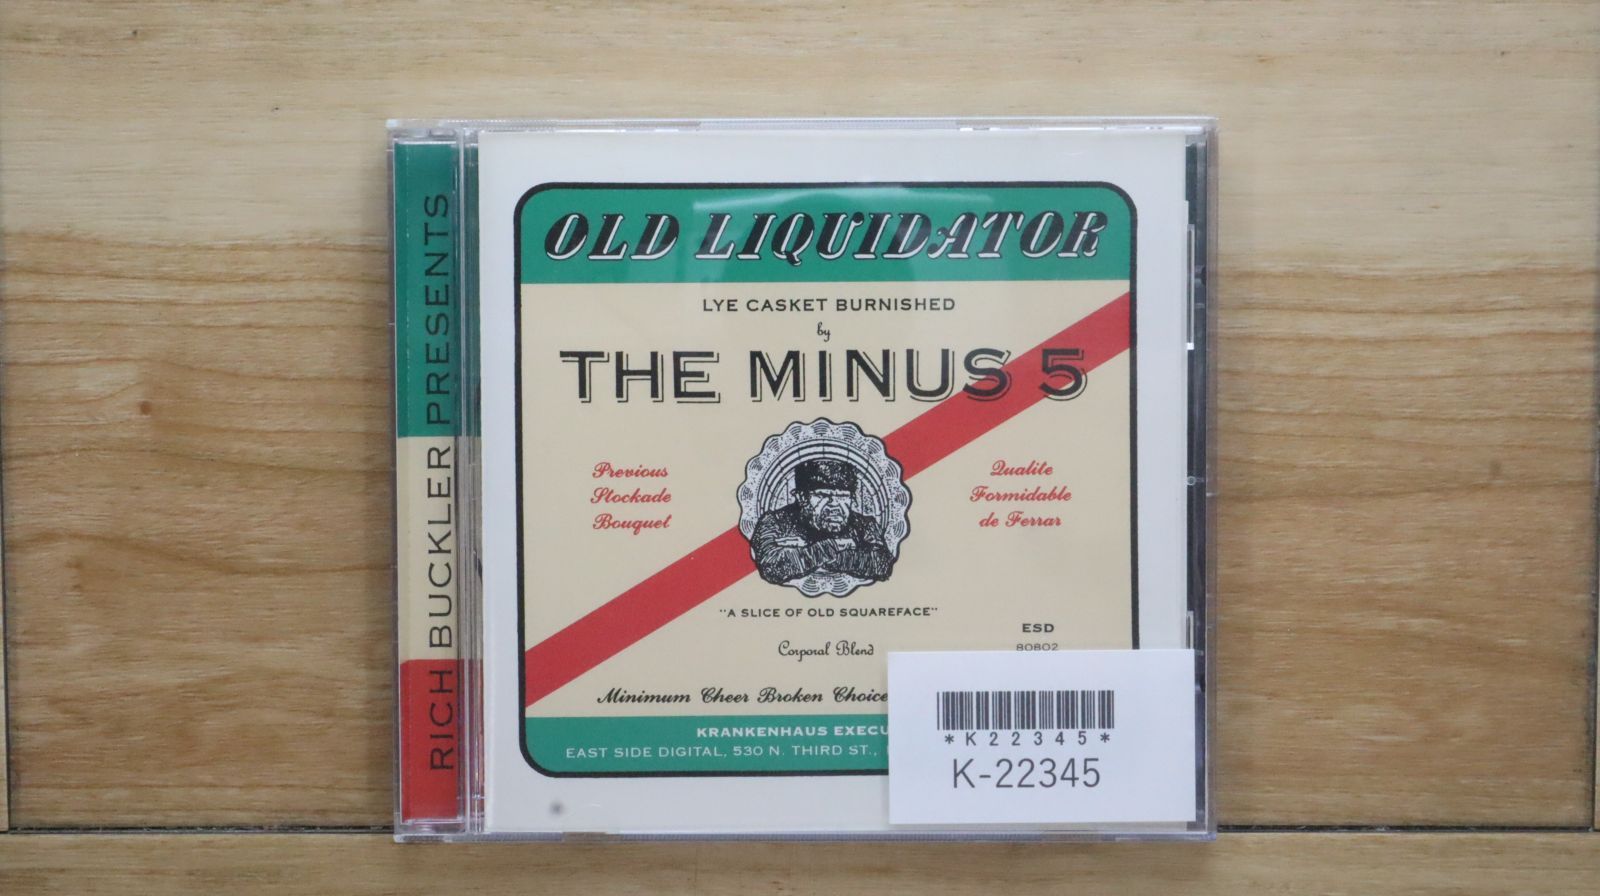 RICH BUCKLER PRESENTS
OLD LIQUIDATOR
LYE CASKET BURNISHED
by
THE MINUS 5
Previous
Stockade
Bouquet
Qualite
Formidable
de Ferrar
"A SLICE OF OLD SQUAREFACE"
Corporal Blend
ESD
80802
Minimum Cheer Broken Choice
KRANKENHAUS
EAST SIDE DIGITAL, 530 N. THIRD ST.,
*K22345*
K-22345